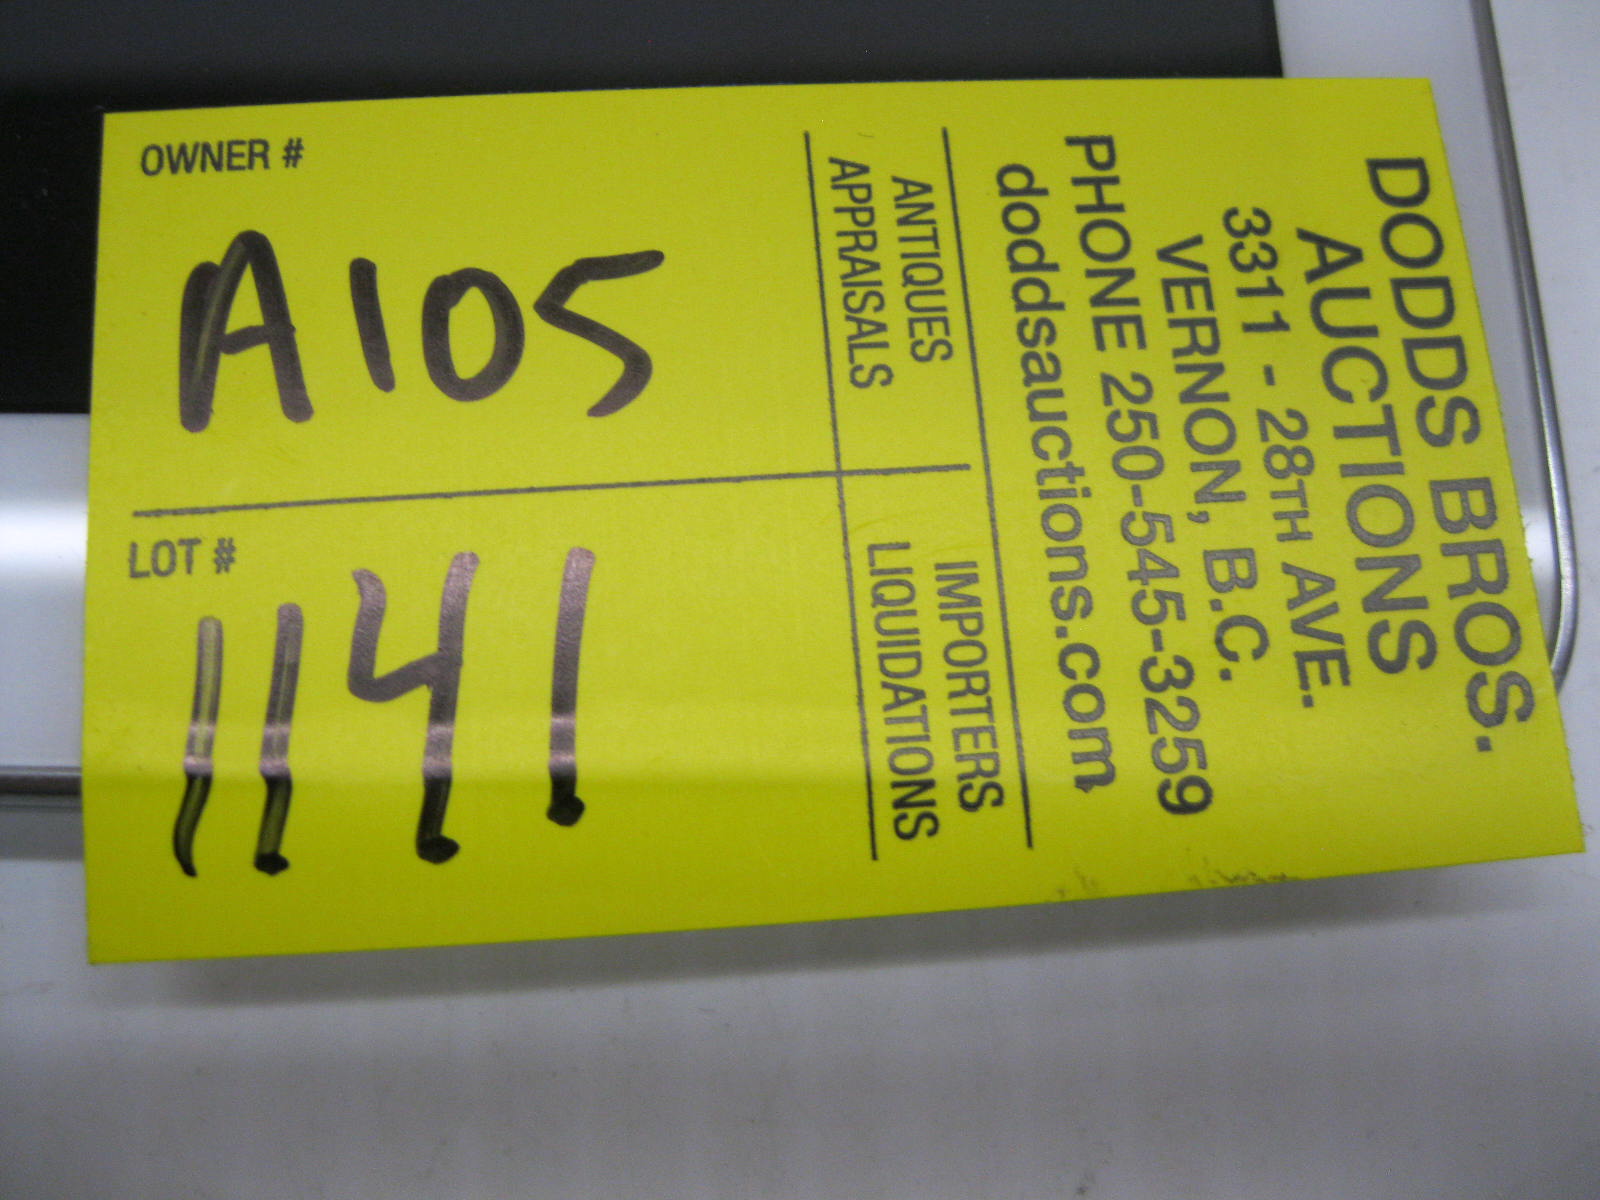 OWNER #
A105
LOT #
1141
DODDS BROS.
AUCTIONS
3311 - 28TH AVE.
VERNON, B.C.
PHONE 250-545-3259
doddsauctions.com
ANTIQUES
APPRAISALS
IMPORTERS
LIQUIDATIONS